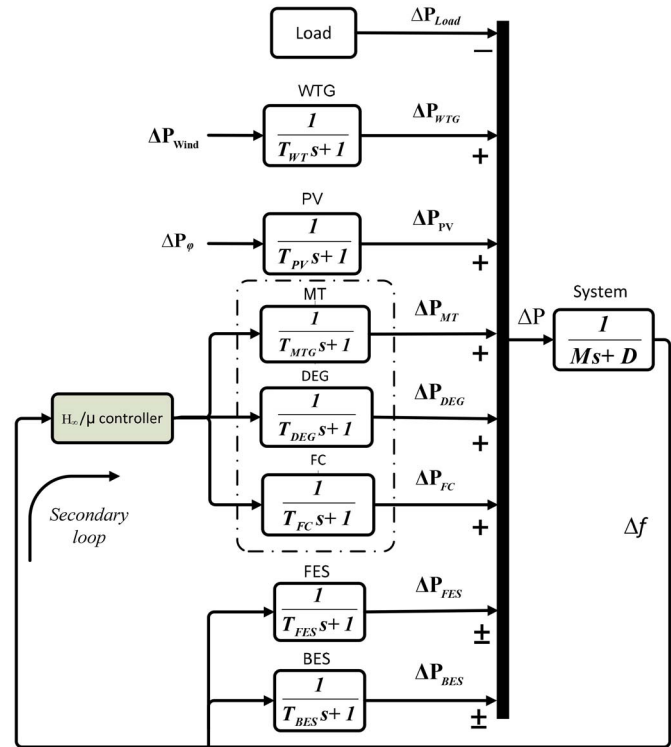 Load
ΔP_Load
−
WTG
ΔP_Wind
1
T_WT s+1
ΔP_WTG
+
PV
ΔP_φ
1
T_PV s+1
ΔP_PV
+
MT
1
T_MTG s+1
ΔP_MT
+
System
ΔP
1
Ms+D
DEG
1
T_DEG s+1
ΔP_DEG
+
H∞/μ controller
FC
1
T_FC s+1
ΔP_FC
+
Secondary
loop
Δf
FES
1
T_FES s+1
ΔP_FES
±
BES
1
T_BES s+1
ΔP_BES
±